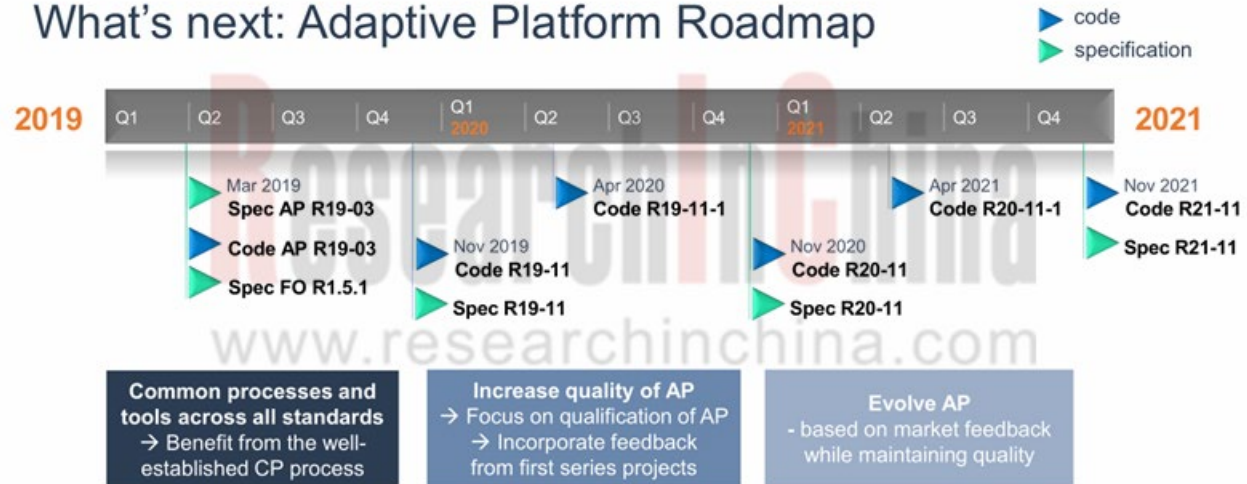 What's next: Adaptive Platform Roadmap
code
specification
2019
Q1
Q2
Q3
Q4
Q1
2020
Q2
Q3
Q4
Q1
2021
Q2
Q3
Q4
2021
Mar 2019
Spec AP R19-03
Code AP R19-03
Spec FO R1.5.1
Nov 2019
Code R19-11
Spec R19-11
Apr 2020
Code R19-11-1
Nov 2020
Code R20-11
Spec R20-11
Apr 2021
Code R20-11-1
Nov 2021
Code R21-11
Spec R21-11
ResearchInChina
www.researchinchina.com
Common processes and
tools across all standards
→ Benefit from the well-
established CP process
Increase quality of AP
→ Focus on qualification of AP
→ Incorporate feedback
from first series projects
Evolve AP
- based on market feedback
while maintaining quality